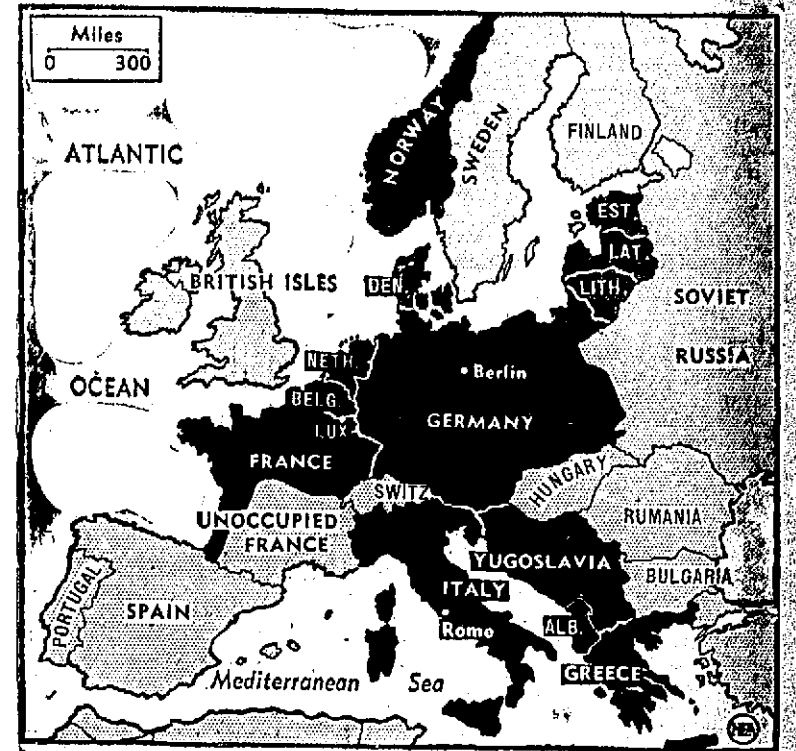 Miles
0 300
ATLANTIC
OCEAN
NORWAY
SWEDEN
FINLAND
EST.
LAT.
LITH.
SOVIET
RUSSIA
BRITISH ISLES
DEN.
NETH.
BELG.
LUX.
Berlin
GERMANY
FRANCE
SWITZ.
HUNGARY
UNOCCUPIED
FRANCE
RUMANIA
YUGOSLAVIA
BULGARIA
ITALY
PORTUGAL
SPAIN
Rome
ALB.
GREECE
Mediterranean Sea
NEA